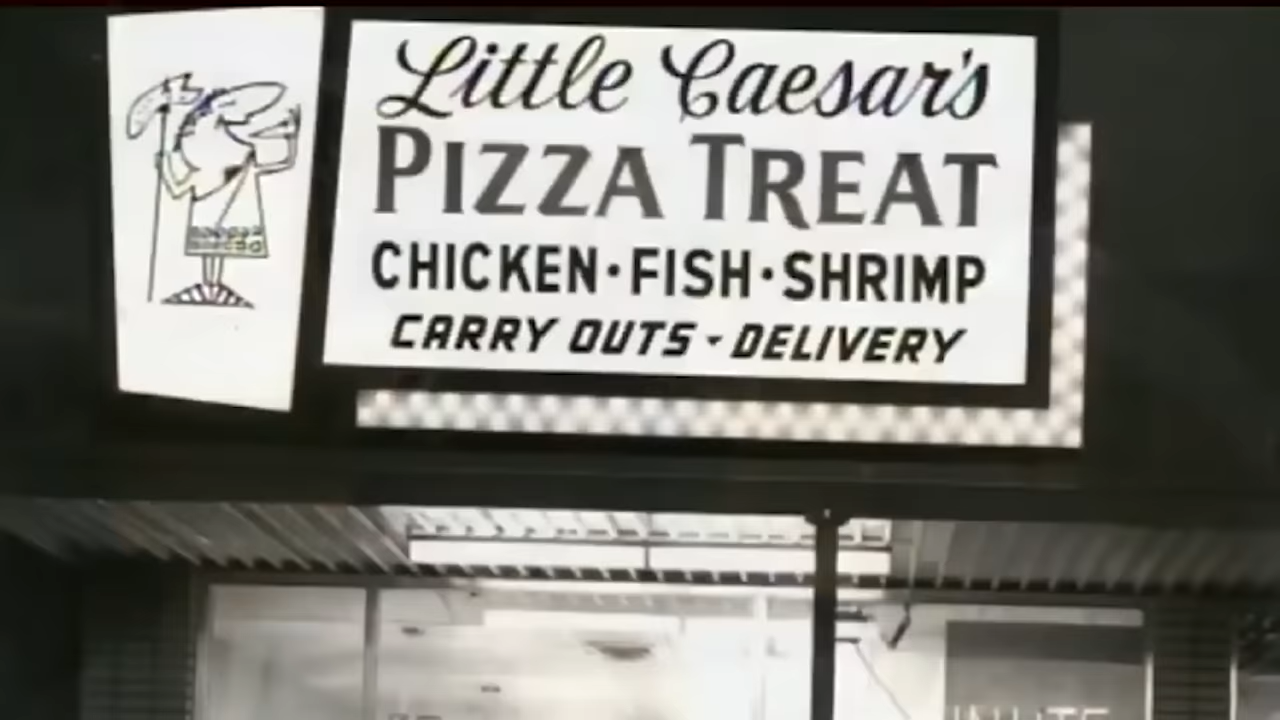 Little Caesar's
PIZZA TREAT
CHICKEN·FISH·SHRIMP
CARRY OUTS - DELIVERY